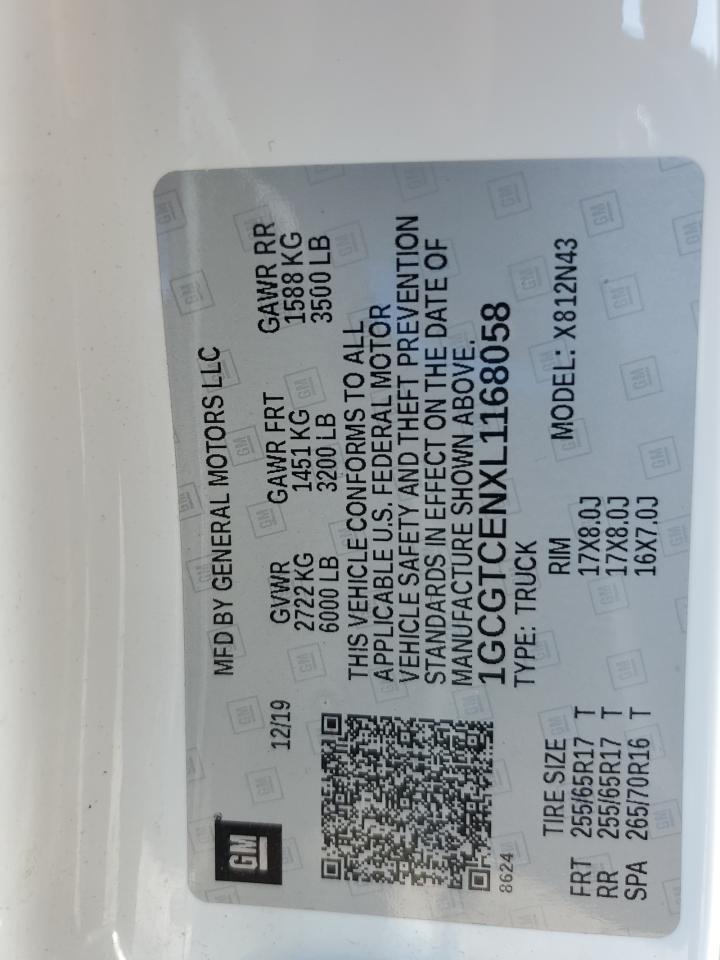 GM
MFD BY GENERAL MOTORS LLC
12/19
GVWR GAWR FRT GAWR RR
2722 KG 1451 KG 1588 KG
6000 LB 3200 LB 3500 LB
THIS VEHICLE CONFORMS TO ALL
APPLICABLE U.S. FEDERAL MOTOR
VEHICLE SAFETY AND THEFT PREVENTION
STANDARDS IN EFFECT ON THE DATE OF
MANUFACTURE SHOWN ABOVE.
1GCGTCENXL1168058
8624
TYPE: TRUCK
MODEL: X812N43
TIRE SIZE RIM
FRT 255/65R17 T 17X8.0J
RR 255/65R17 T 17X8.0J
SPA 265/70R16 T 16X7.0J